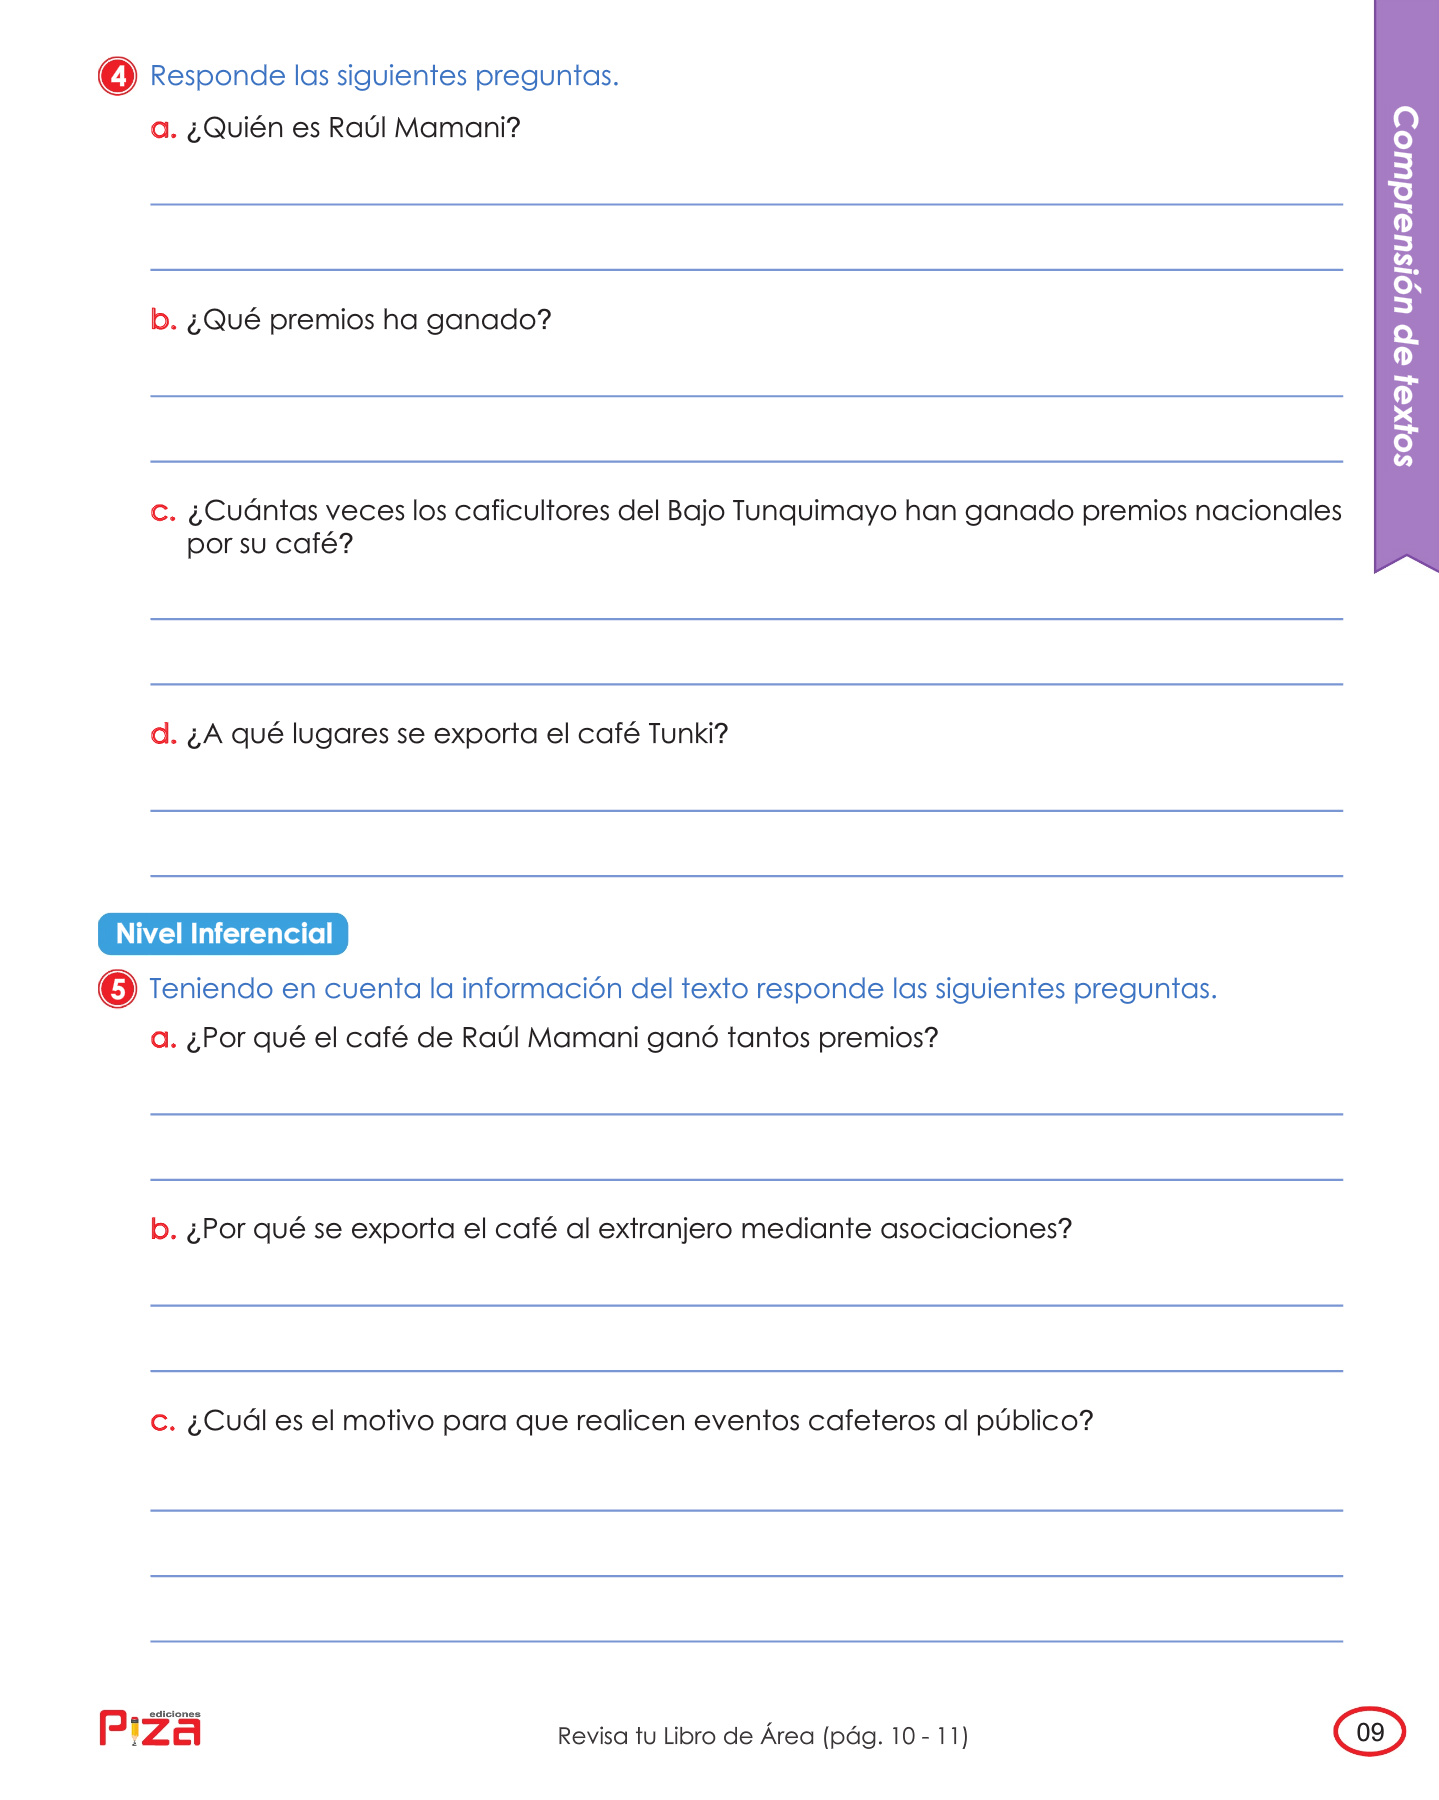 4 Responde las siguientes preguntas.
a. ¿Quién es Raúl Mamani?
b. ¿Qué premios ha ganado?
c. ¿Cuántas veces los caficultores del Bajo Tunquimayo han ganado premios nacionales
por su café?
d. ¿A qué lugares se exporta el café Tunki?
Nivel Inferencial
5 Teniendo en cuenta la información del texto responde las siguientes preguntas.
a. ¿Por qué el café de Raúl Mamani ganó tantos premios?
b. ¿Por qué se exporta el café al extranjero mediante asociaciones?
c. ¿Cuál es el motivo para que realicen eventos cafeteros al público?
Comprensión de textos
ediciones
Piza
Revisa tu Libro de Área (pág. 10 - 11)
09